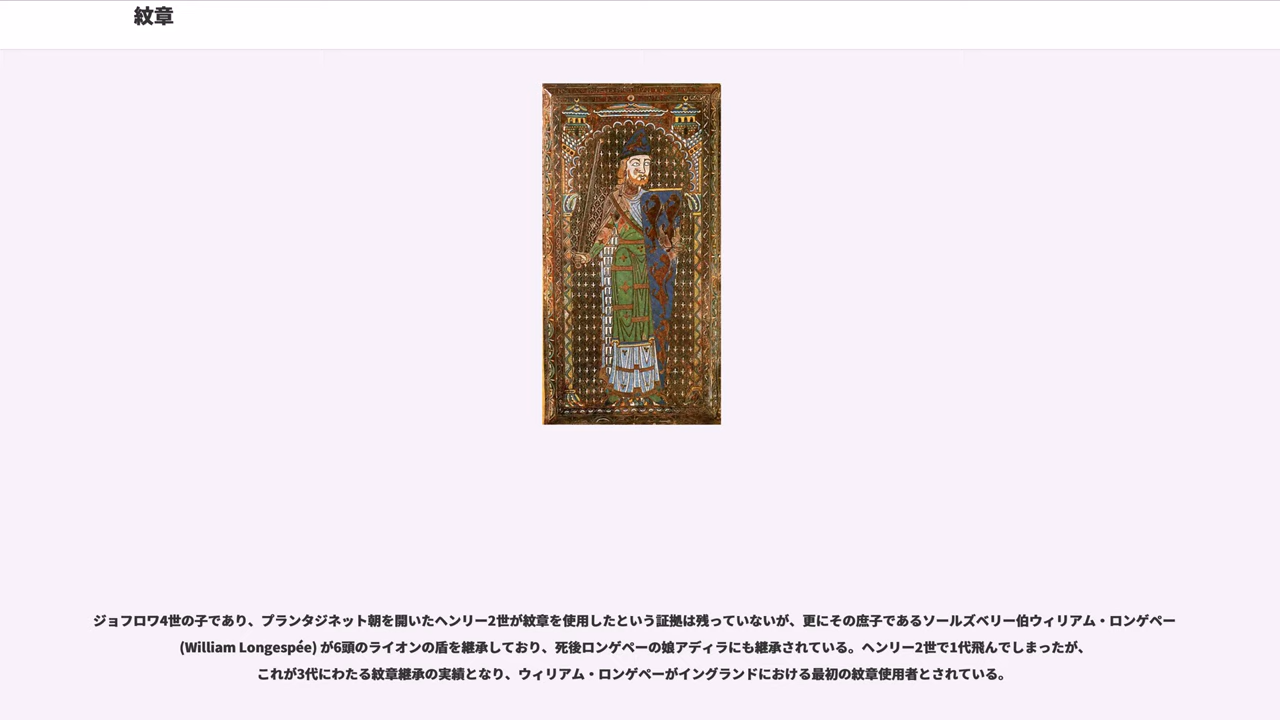 紋章
ジョフロワ4世の子であり、プランタジネット朝を開いたヘンリー2世が紋章を使用したという証拠は残っていないが、更にその庶子であるソールズベリー伯ウィリアム・ロンゲペー
(William Longespée) が6頭のライオンの盾を継承しており、死後ロンゲペーの娘アディラにも継承されている。ヘンリー2世で1代飛んでしまったが、
これが3代にわたる紋章継承の実績となり、ウィリアム・ロンゲペーがイングランドにおける最初の紋章使用者とされている。